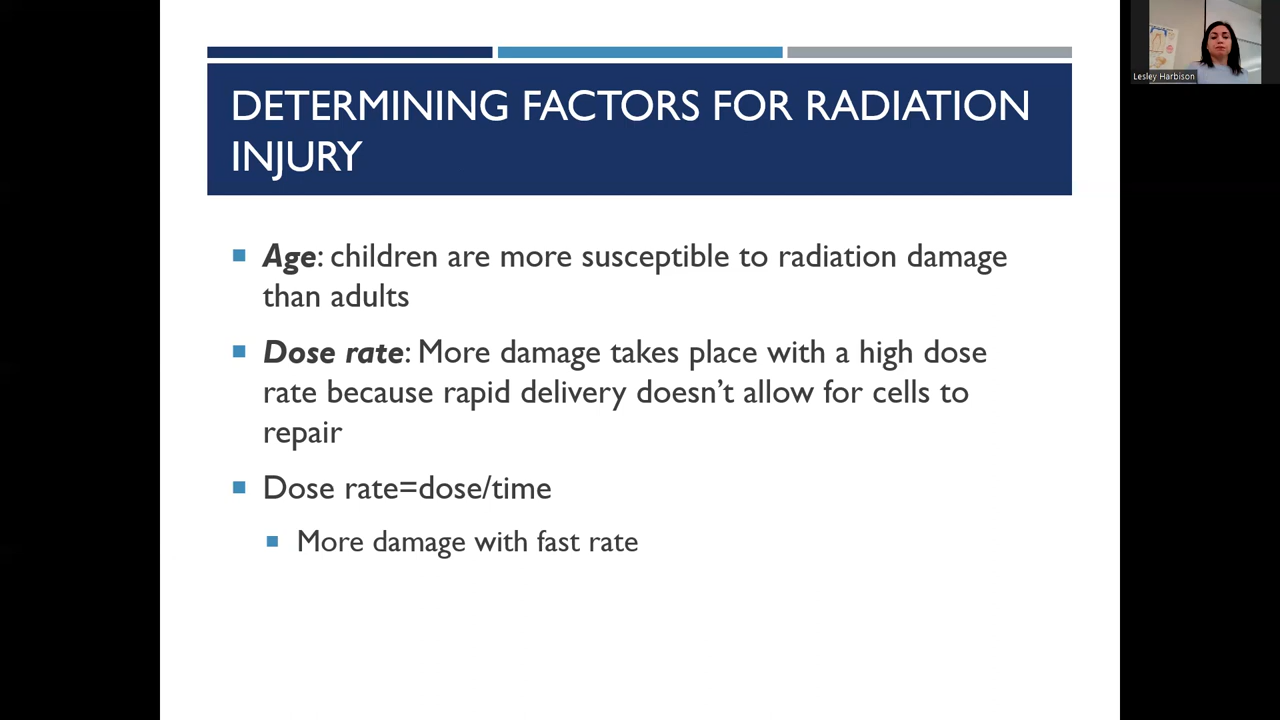 DETERMINING FACTORS FOR RADIATION
INJURY
Age: children are more susceptible to radiation damage
than adults
Dose rate: More damage takes place with a high dose
rate because rapid delivery doesn’t allow for cells to
repair
Dose rate=dose/time
More damage with fast rate
Lesley Harbison